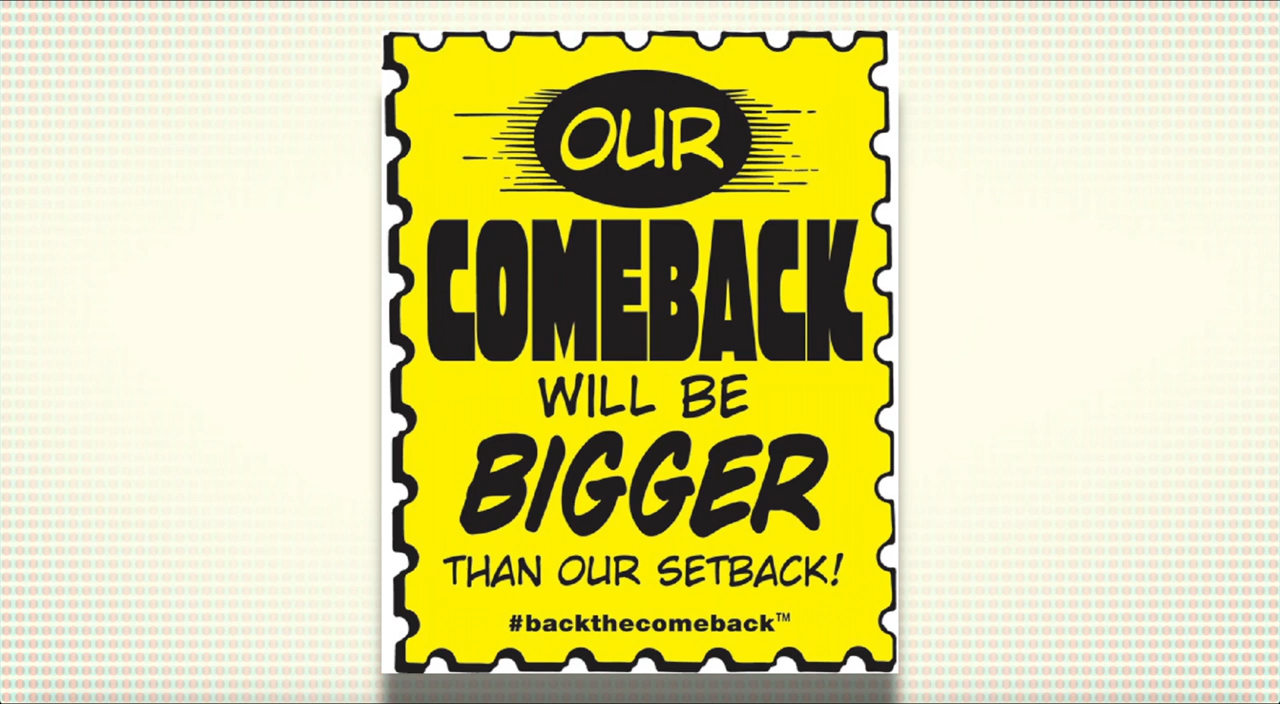 OUR
COMEBACK
WILL BE
BIGGER
THAN OUR SETBACK!
#backthecomeback™